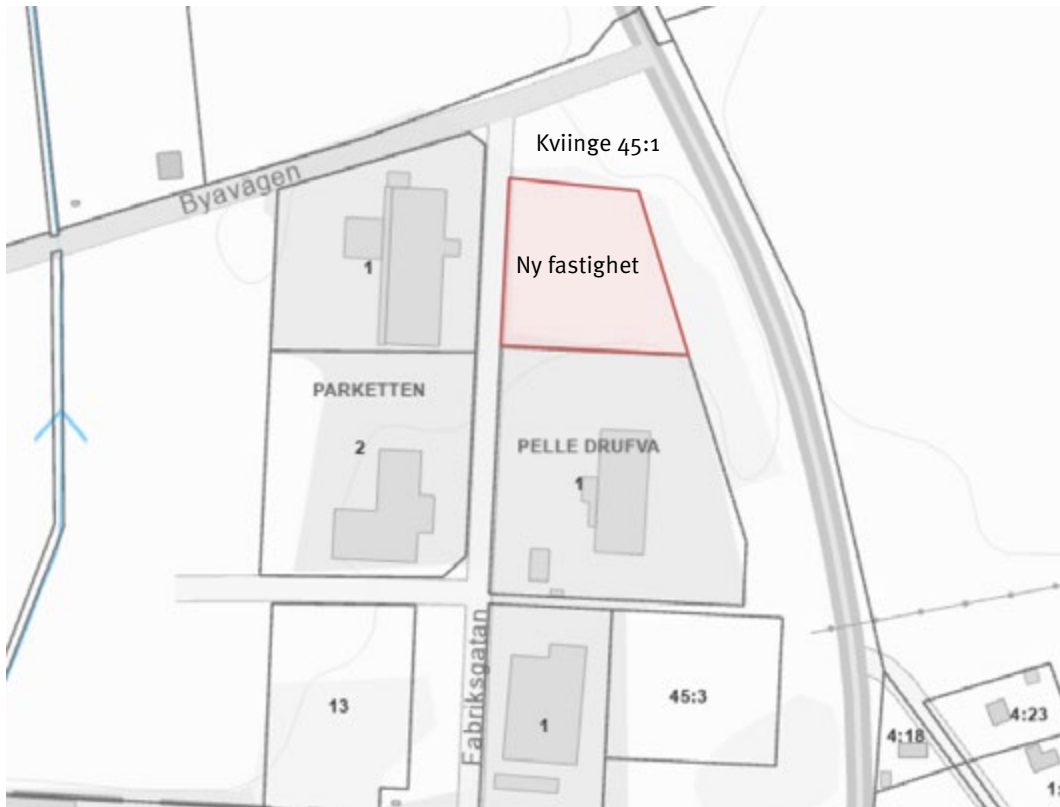 Kviinge 45:1
Byavägen
Ny fastighet
1
PARKETTEN
2
PELLE DRUFVA
1
Fabriksgatan
13
1
45:3
4:23
4:18